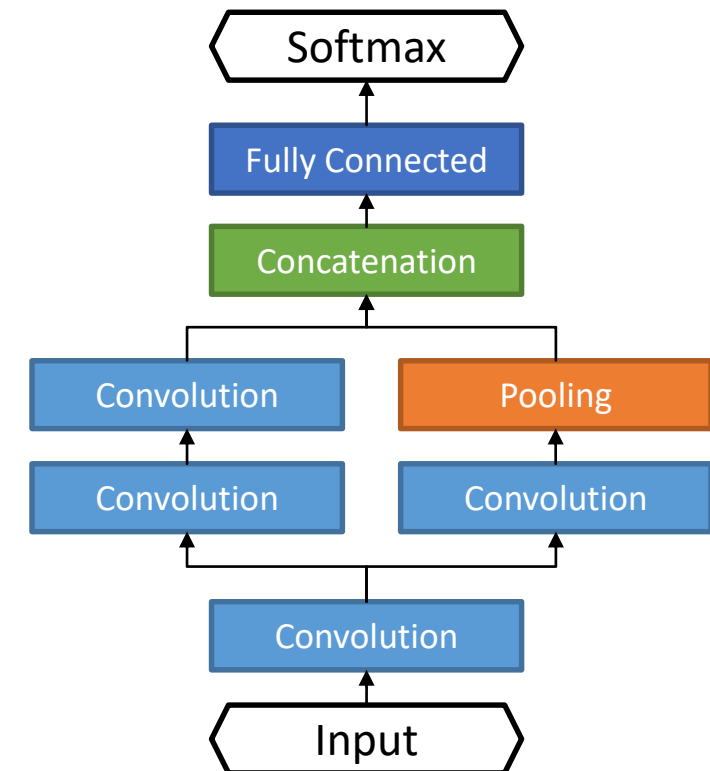 Softmax
Fully Connected
Concatenation
Convolution
Pooling
Convolution
Convolution
Convolution
Input